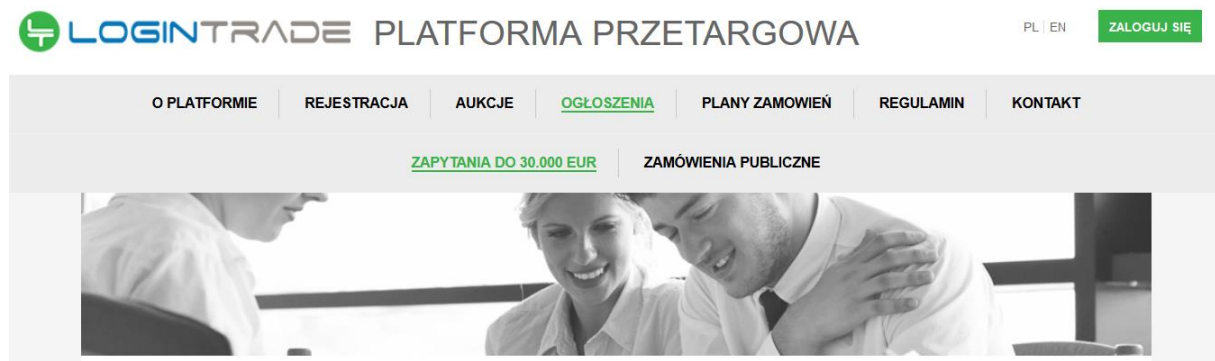 LOGINTRADE PLATFORMA PRZETARGOWA PL | EN ZALOGUJ SIĘ
O PLATFORMIE REJESTRACJA AUKCJE OGŁOSZENIA PLANY ZAMOWIEŃ REGULAMIN KONTAKT
ZAPYTANIA DO 30.000 EUR ZAMÓWIENIA PUBLICZNE